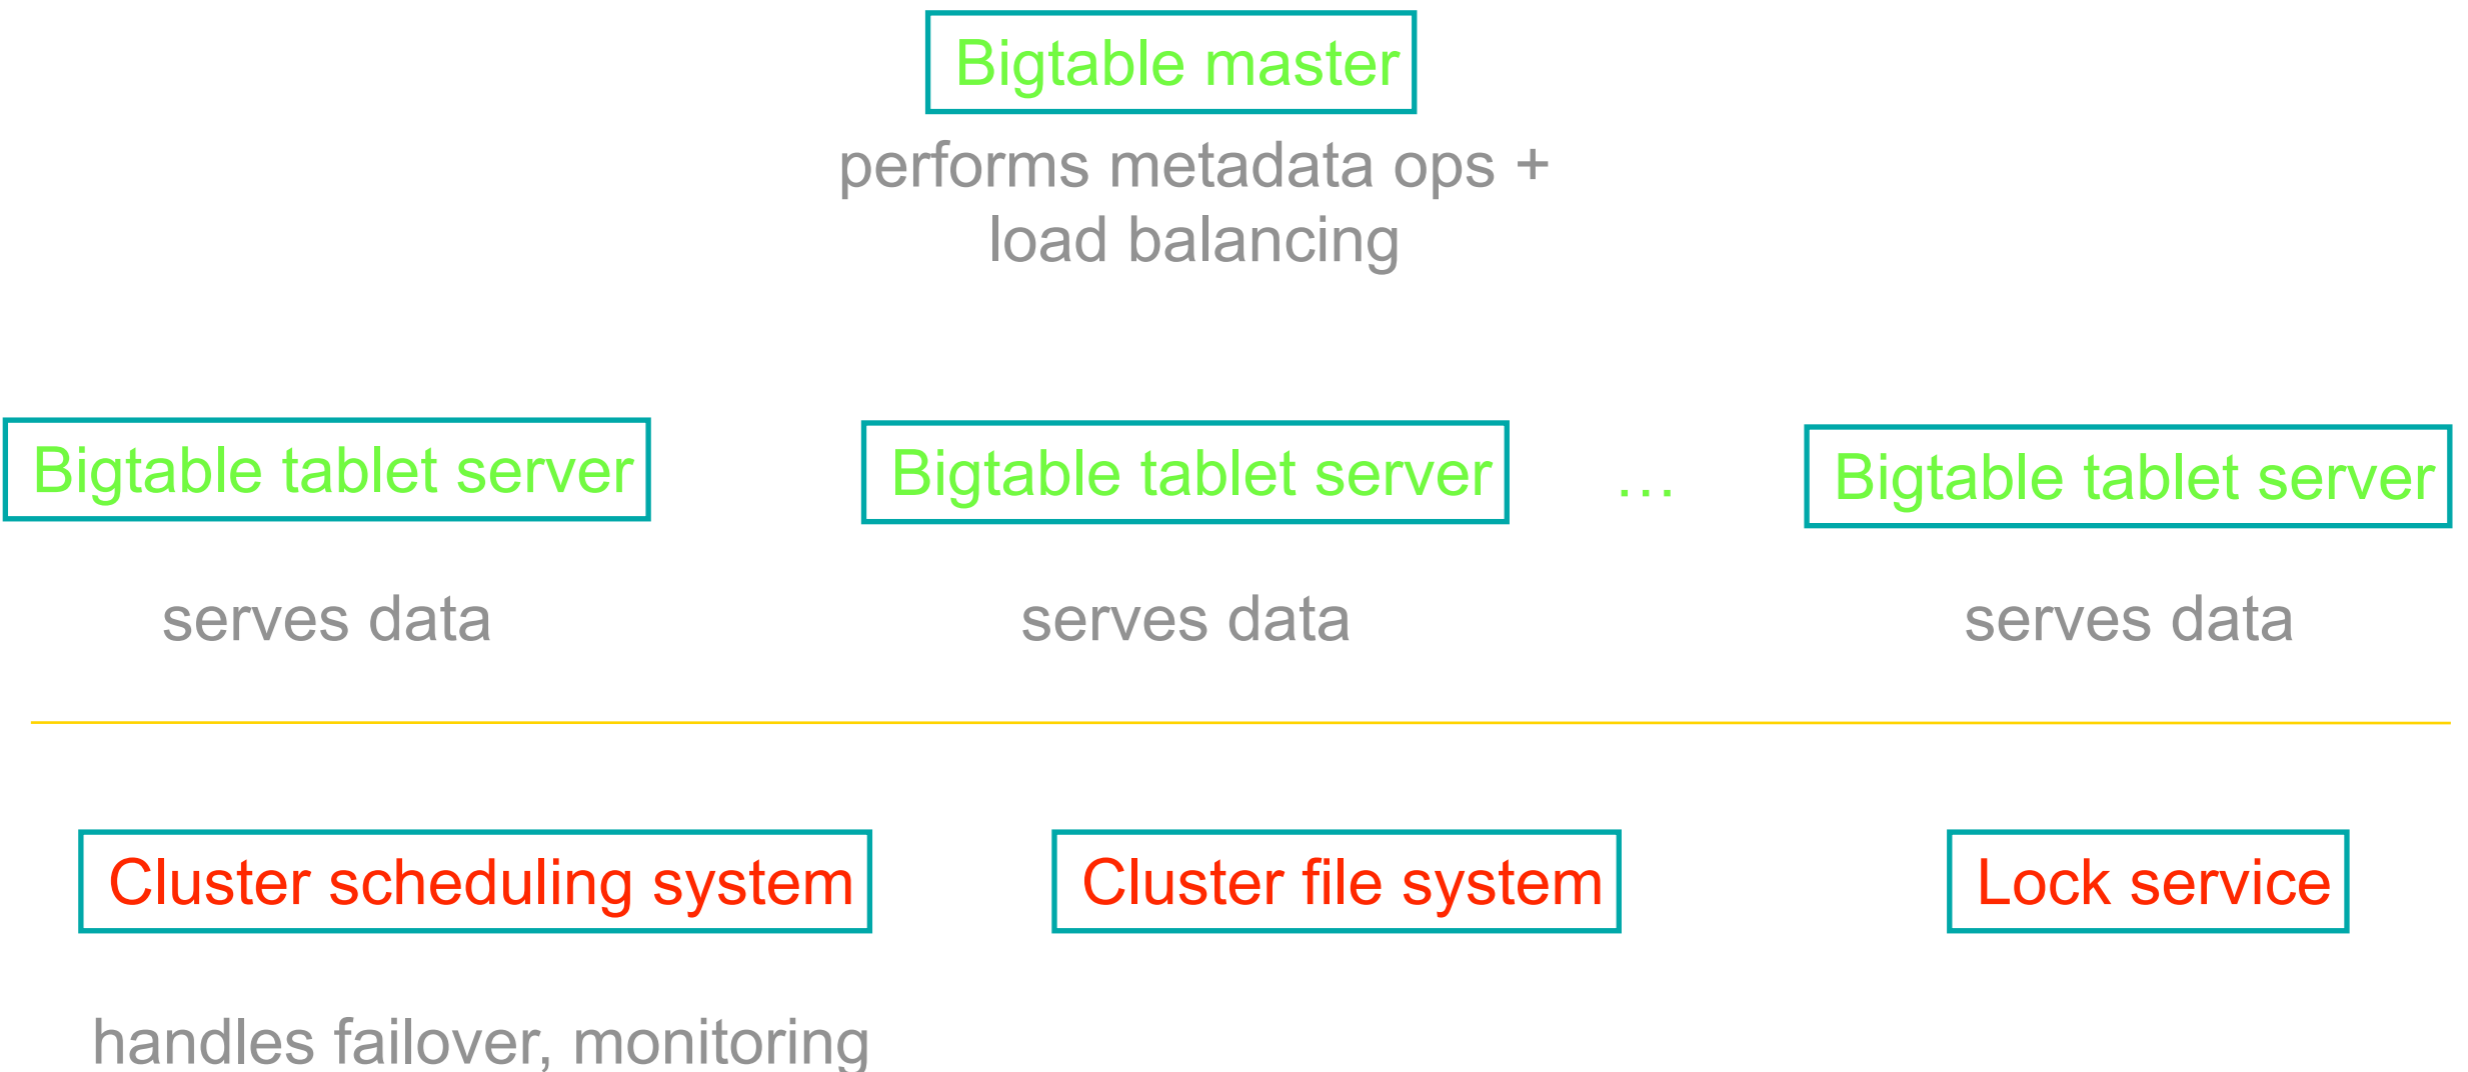 Bigtable master
performs metadata ops +
load balancing
Bigtable tablet server
Bigtable tablet server
…
Bigtable tablet server
serves data
serves data
serves data
Cluster scheduling system
Cluster file system
Lock service
handles failover, monitoring